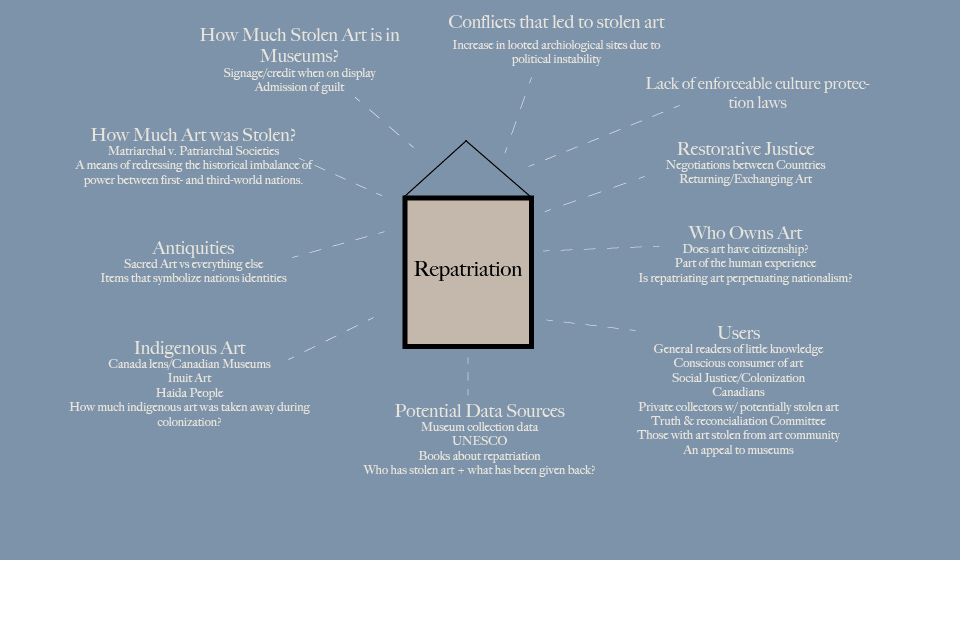 How Much Stolen Art is in
Museums?
Signage/credit when on display
Admission of guilt
Conflicts that led to stolen art
Increase in looted archiological sites due to
political instability
Lack of enforceable culture protec-
tion laws
How Much Art was Stolen?
Matriarchal v. Patriarchal Societies
A means of redressing the historical imbalance of
power between first- and third-world nations.
Restorative Justice
Negotiations between Countries
Returning/Exchanging Art
Antiquities
Sacred Art vs everything else
Items that symbolize nations identities
Repatriation
Who Owns Art
Does art have citizenship?
Part of the human experience
Is repatriating art perpetuating nationalism?
Indigenous Art
Canada lens/Canadian Museums
Inuit Art
Haida People
How much indigenous art was taken away during
colonization?
Potential Data Sources
Museum collection data
UNESCO
Books about repatriation
Who has stolen art + what has been given back?
Users
General readers of little knowledge
Conscious consumer of art
Social Justice/Colonization
Canadians
Private collectors w/ potentially stolen art
Truth & reconcialiation Committee
Those with art stolen from art community
An appeal to museums